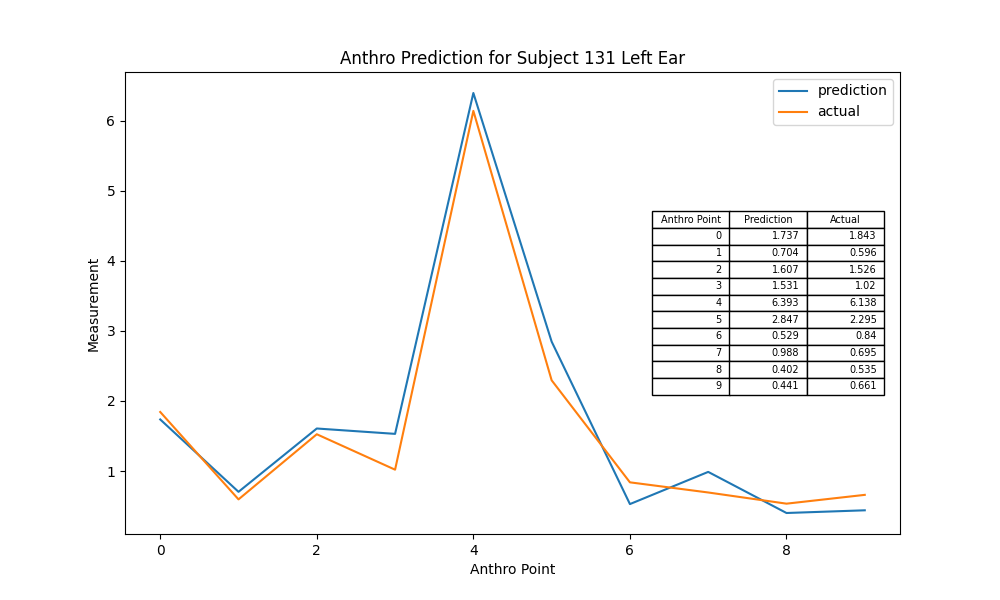 Anthro Prediction for Subject 131 Left Ear
prediction
actual
6
5
4
3
2
1
Measurement
Anthro Point Prediction Actual
0 1.737 1.843
1 0.704 0.596
2 1.607 1.526
3 1.531 1.02
4 6.393 6.138
5 2.847 2.295
6 0.529 0.84
7 0.988 0.695
8 0.402 0.535
9 0.441 0.661
0 2 4 6 8
Anthro Point